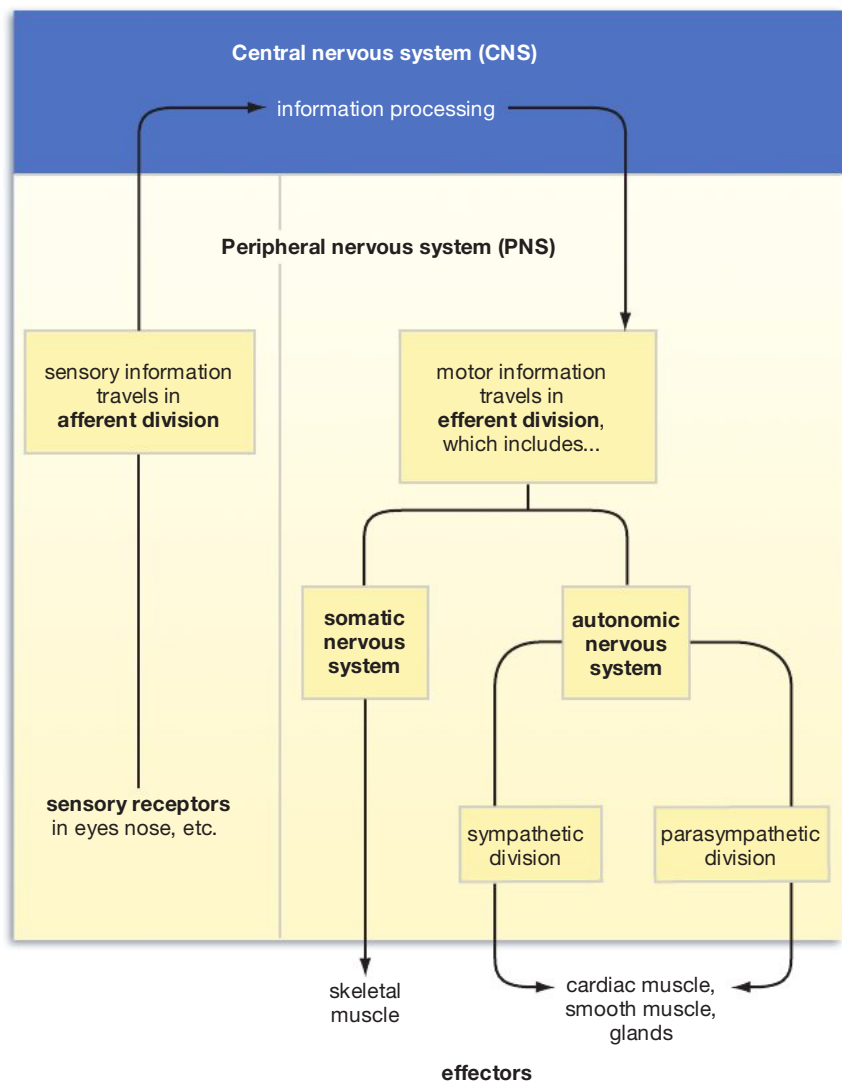 Central nervous system (CNS)
information processing
Peripheral nervous system (PNS)
sensory information
travels in
afferent division
motor information
travels in
efferent division,
which includes...
somatic
nervous
system
autonomic
nervous
system
sensory receptors
in eyes nose, etc.
sympathetic
division
parasympathetic
division
skeletal
muscle
cardiac muscle,
smooth muscle,
glands
effectors